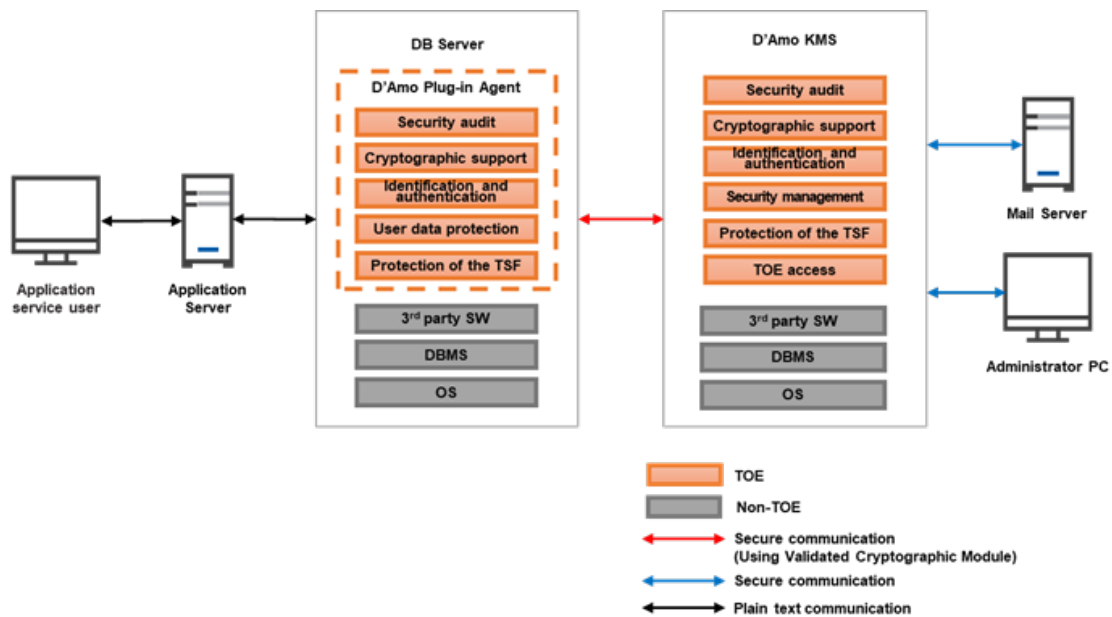 DB Server
D'Amo Plug-in Agent
Security audit
Cryptographic support
Identification and
authentication
User data protection
Protection of the TSF
3rd party SW
DBMS
OS
D'Amo KMS
Security audit
Cryptographic support
Identification and
authentication
Security management
Protection of the TSF
TOE access
3rd party SW
DBMS
OS
Application
service user
Application
Server
Mail Server
Administrator PC
TOE
Non-TOE
Secure communication
(Using Validated Cryptographic Module)
Secure communication
Plain text communication